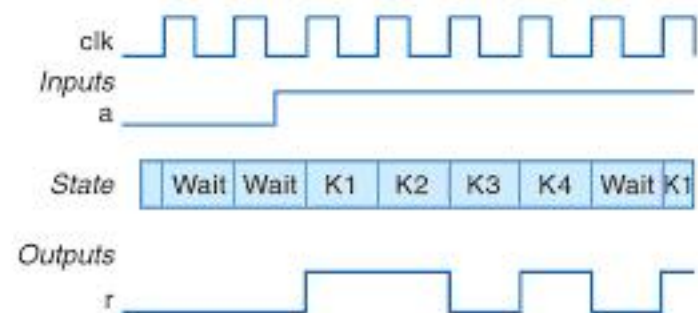 clk
Inputs
a
State Wait Wait K1 K2 K3 K4 Wait K1
Outputs
r